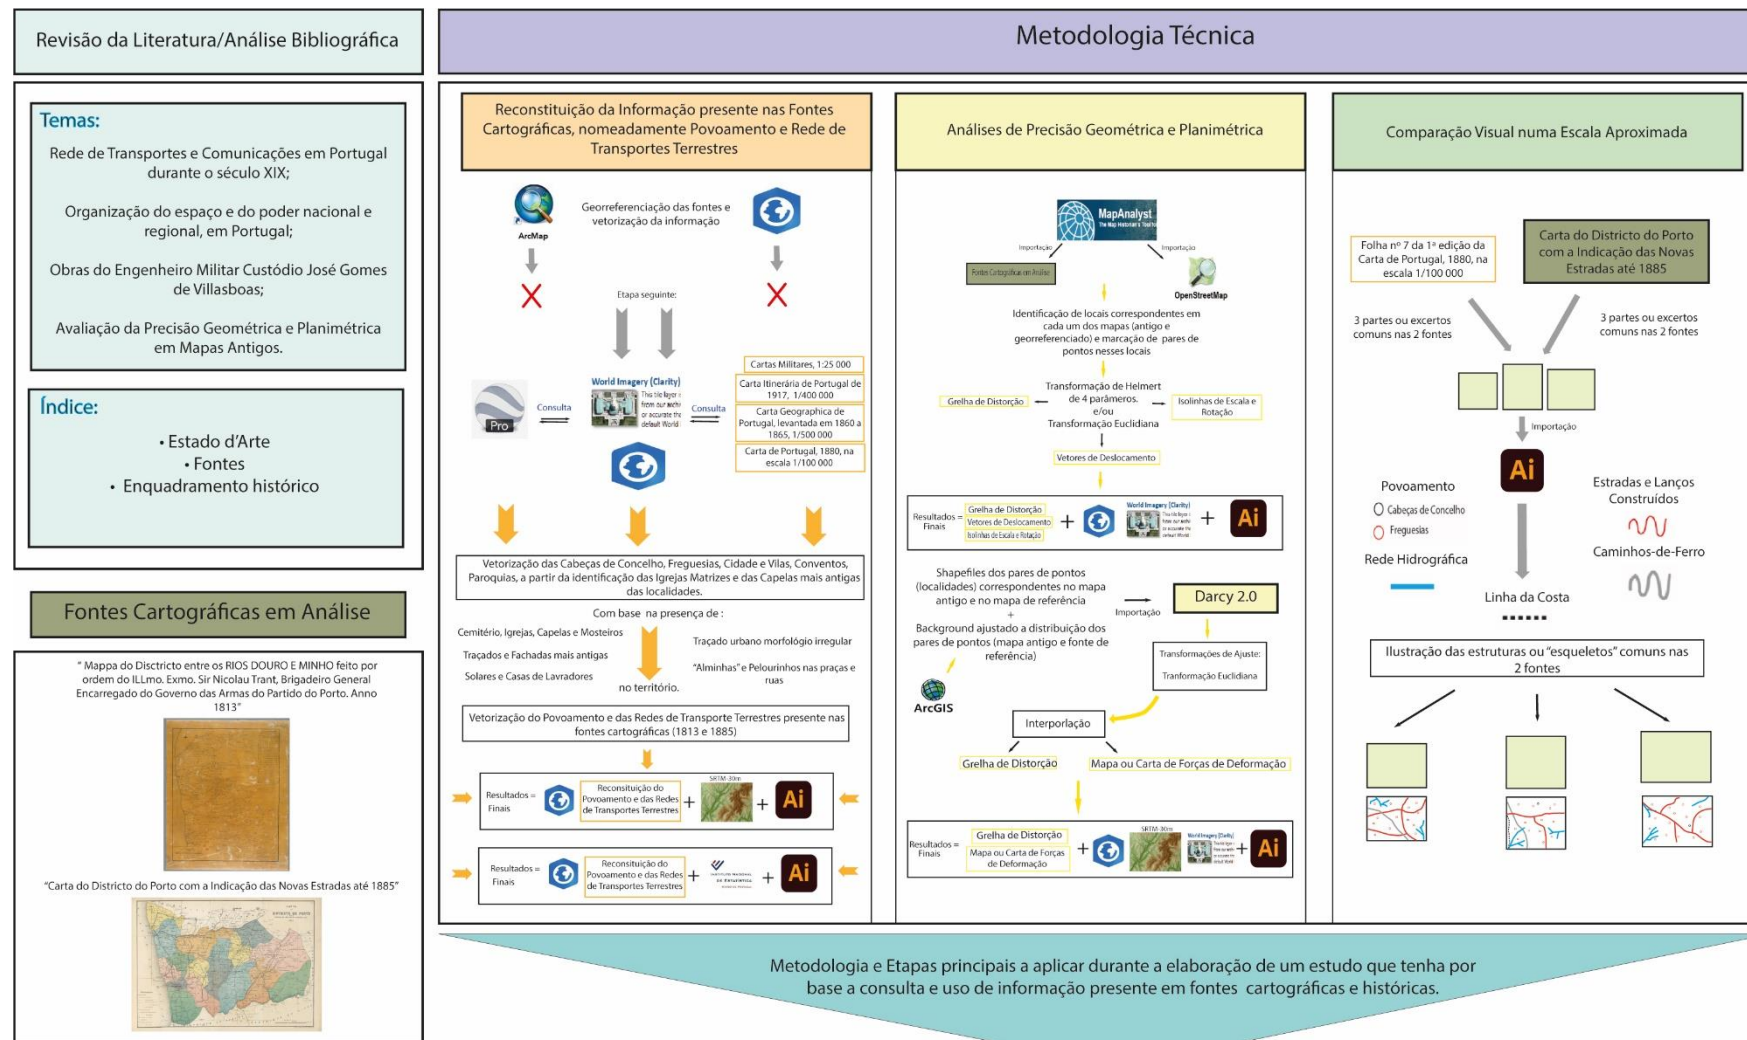 Revisão da Literatura/Análise Bibliográfica
Temas:
Rede de Transportes e Comunicações em Portugal
durante o século XIX;
Organização do espaço e do poder nacional e
regional, em Portugal;
Obras do Engenheiro Militar Custódio José Gomes
de Villasboas;
Avaliação da Precisão Geométrica e Planimétrica
em Mapas Antigos.
Índice:
• Estado d'Arte
• Fontes
• Enquadramento histórico
Fontes Cartográficas em Análise
" Mappa do Disctricto entre os RIOS DOURO E MINHO feito por
ordem do ILLmo. Exmo. Sir Nicolau Trant, Brigadeiro General
Encarregado do Governo das Armas do Partido do Porto. Anno
1813"
"Carta do Districto do Porto com a Indicação das Novas Estradas até 1885"
Metodologia Técnica
Reconstituição da Informação presente nas Fontes
Cartográficas, nomeadamente Povoamento e Rede de
Transportes Terrestres
ArcMap
Georreferenciação das fontes e
vetorização da informação
Etapa seguinte:
Pro
Consulta
World Imagery (Clarity)
This tile layer i
from our archiv
or accurate tha
default World I
Consulta
Cartas Militares, 1:25 000
Carta Itinerária de Portugal de
1917, 1/400 000
Carta Geographica de
Portugal, levantada em 1860 a
1865, 1/500 000
Carta de Portugal, 1880, na
escala 1/100 000
Vetorização das Cabeças de Concelho, Freguesias, Cidade e Vilas, Conventos,
Paroquias, a partir da identificação das Igrejas Matrizes e das Capelas mais antigas
das localidades.
Com base na presença de :
Cemitério, Igrejas, Capelas e Mosteiros
Traçados e Fachadas mais antigas
Solares e Casas de Lavradores
Traçado urbano morfológio irregular
"Alminhas" e Pelourinhos nas praças e
ruas
no território.
Vetorização do Povoamento e das Redes de Transporte Terrestres presente nas
fontes cartográficas (1813 e 1885)
Resultados =
Finais
Reconsituição do
Povoamento e das Redes
de Transportes Terrestres
+
SRTM-30m
+
Ai
Resultados =
Finais
Reconsituição do
Povoamento e das Redes
de Transportes Terrestres
+
INSTITUTO NACIONAL
DE ESTATÍSTICA
+
Ai
Análises de Precisão Geométrica e Planimétrica
MapAnalyst
The Map Historian's Tool
Importação
Importação
Fontes Cartográficas em Análise
OpenStreetMap
Identificação de locais correspondentes em
cada um dos mapas (antigo e
georreferenciado) e marcação de pares de
pontos nesses locais
Grelha de Distorção
Transformação de Helmert
de 4 parâmeros.
e/ou
Transformação Euclidiana
Isolinhas de Escala e
Rotação
Vetores de Deslocamento
Resultados =
Finais
Grelha de Distorção
Vetores de Deslocamento
Isolinhas de Escala e Rotação
+
World Imagery (Clarity)
+
Ai
Shapefiles dos pares de pontos
(localidades) correspondentes no mapa
antigo e no mapa de referência
+
Background ajustado a distribuição dos
pares de pontos (mapa antigo e fonte de
referência)
ArcGIS
Importação
Darcy 2.0
Transformações de Ajuste:
Tranformação Euclidiana
Interporlação
Grelha de Distorção
Mapa ou Carta de Forças de Deformação
Resultados =
Finais
Grelha de Distorção
Mapa ou Carta de Forças
de Deformação
+
SRTM-30m
World Imagery (Clarity)
+
Ai
Comparação Visual numa Escala Aproximada
Folha nº 7 da 1ª edição da
Carta de Portugal, 1880, na
escala 1/100 000
Carta do Districto do Porto
com a Indicação das Novas
Estradas até 1885
3 partes ou excertos
comuns nas 2 fontes
3 partes ou excertos
comuns nas 2 fontes
Importação
Ai
Povoamento
Cabeças de Concelho
Freguesias
Rede Hidrográfica
Estradas e Lanços
Construídos
Caminhos-de-Ferro
Linha da Costa
Ilustração das estruturas ou "esqueletos" comuns nas
2 fontes
Metodologia e Etapas principais a aplicar durante a elaboração de um estudo que tenha por
base a consulta e uso de informação presente em fontes cartográficas e históricas.